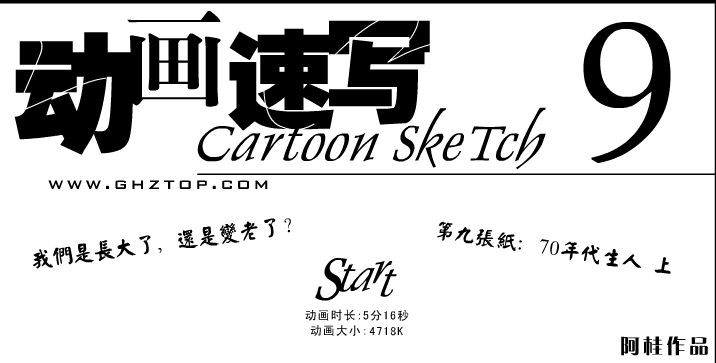 动画速写 9
Cartoon SkeTch
WWW.GHZTOP.COM
我們是長大了，還是變老了？
第九張紙：70年代生人 上
Start
动画时长:5分16秒
动画大小:4718K
阿桂作品